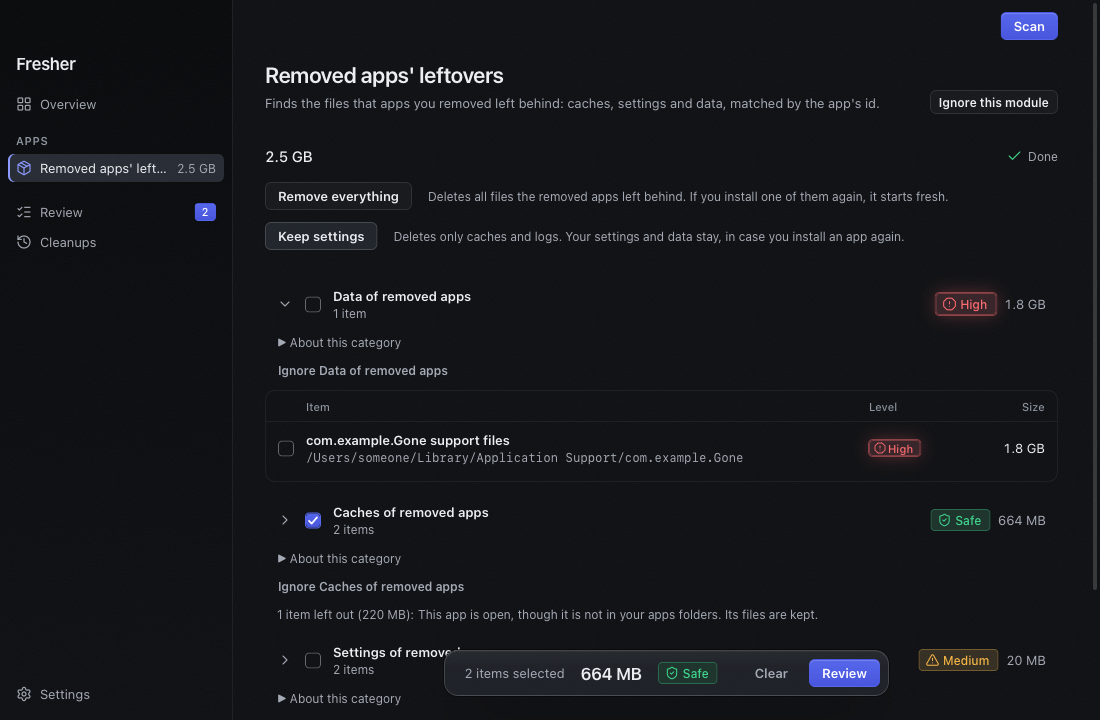 Scan
Fresher
Overview
APPS
Removed apps' left... 2.5 GB
Review 2
Cleanups
Settings
Removed apps' leftovers
Finds the files that apps you removed left behind: caches, settings and data, matched by the app's id.
Ignore this module
2.5 GB
Done
Remove everything
Deletes all files the removed apps left behind. If you install one of them again, it starts fresh.
Keep settings
Deletes only caches and logs. Your settings and data stay, in case you install an app again.
Data of removed apps
1 item
High 1.8 GB
About this category
Ignore Data of removed apps
Item Level Size
com.example.Gone support files
/Users/someone/Library/Application Support/com.example.Gone
High 1.8 GB
Caches of removed apps
2 items
Safe 664 MB
About this category
Ignore Caches of removed apps
1 item left out (220 MB): This app is open, though it is not in your apps folders. Its files are kept.
Settings of removed
2 items
Medium 20 MB
About this category
2 items selected 664 MB Safe Clear Review